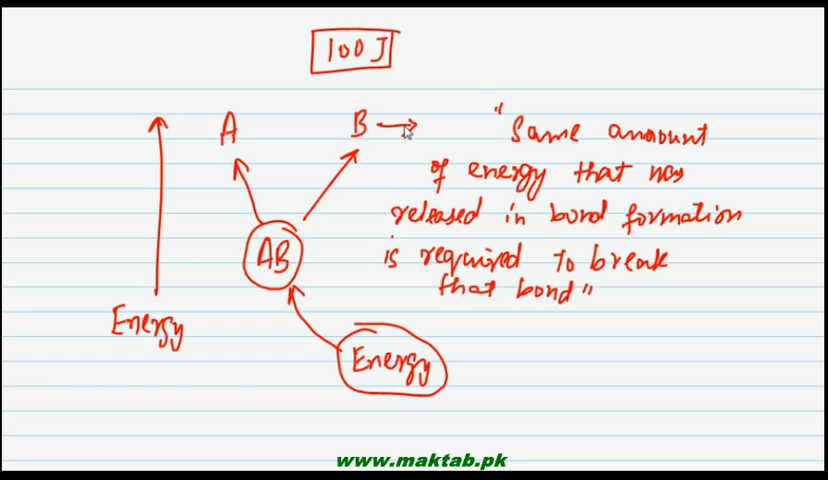 100 J
A
B
"Same amount
of energy that was
released in bond formation
is required to break
that bond"
AB
Energy
Energy
www.maktab.pk